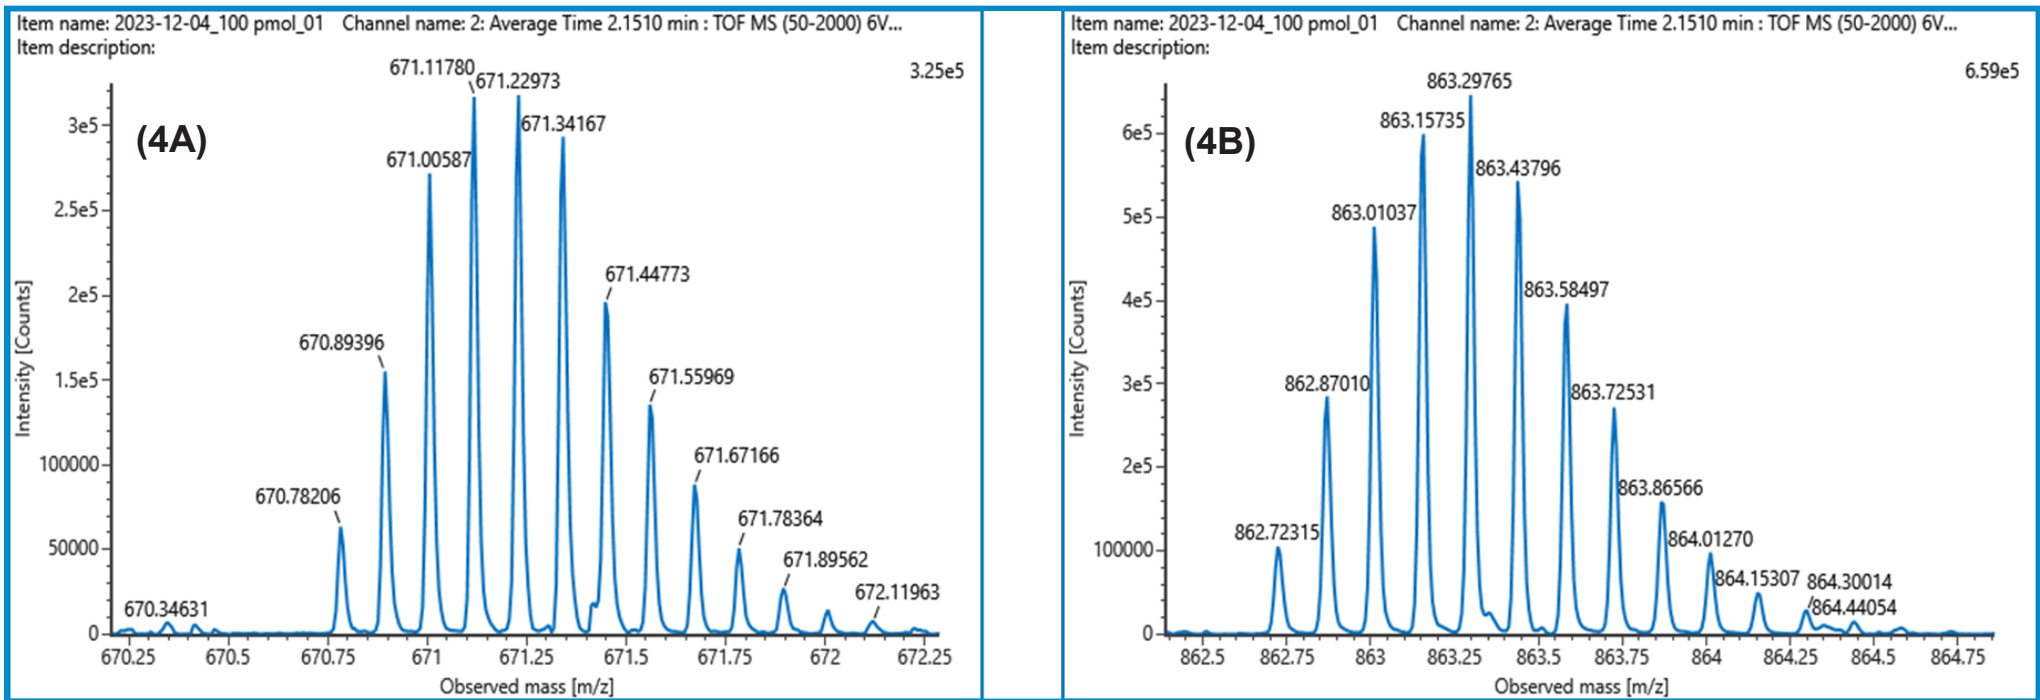 Item name: 2023-12-04_100 pmol_01 Channel name: 2: Average Time 2.1510 min : TOF MS (50-2000) 6V...
Item description:
3.25e5
(4A)
671.11780
671.22973
671.34167
671.00587
671.44773
670.89396
671.55969
671.67166
670.78206
671.78364
671.89562
672.11963
670.34631
3e5
2.5e5
2e5
1.5e5
100000
50000
0
Intensity [Counts]
670.25 670.5 670.75 671 671.25 671.5 671.75 672 672.25
Observed mass [m/z]
Item name: 2023-12-04_100 pmol_01 Channel name: 2: Average Time 2.1510 min : TOF MS (50-2000) 6V...
Item description:
6.59e5
(4B)
863.29765
863.15735
863.43796
863.01037
863.58497
862.87010
863.72531
863.86566
862.72315
864.01270
864.15307
864.30014
864.44054
6e5
5e5
4e5
3e5
2e5
100000
0
Intensity [Counts]
862.5 862.75 863 863.25 863.5 863.75 864 864.25 864.5 864.75
Observed mass [m/z]